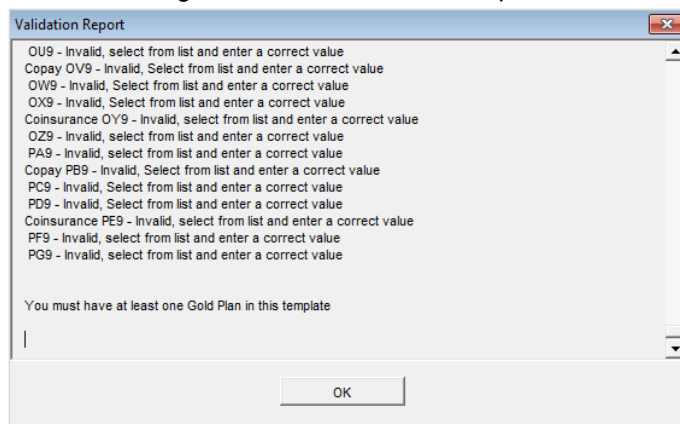 Validation Report
OU9 - Invalid, select from list and enter a correct value
Copay OV9 - Invalid, Select from list and enter a correct value
OW9 - Invalid, select from list and enter a correct value
OX9 - Invalid, select from list and enter a correct value
Coinsurance OY9 - Invalid, select from list and enter a correct value
OZ9 - Invalid, select from list and enter a correct value
PA9 - Invalid, select from list and enter a correct value
Copay PB9 - Invalid, Select from list and enter a correct value
PC9 - Invalid, select from list and enter a correct value
PD9 - Invalid, select from list and enter a correct value
Coinsurance PE9 - Invalid, select from list and enter a correct value
PF9 - Invalid, select from list and enter a correct value
PG9 - Invalid, select from list and enter a correct value
You must have at least one Gold Plan in this template
OK